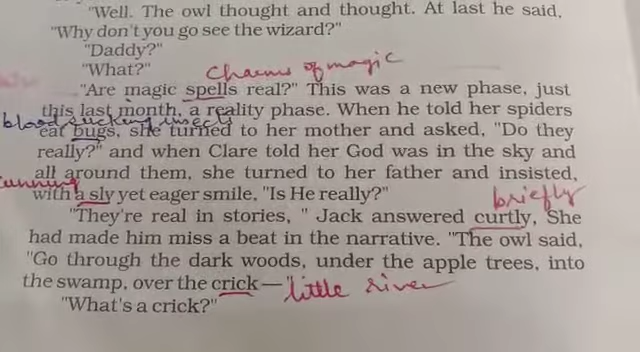 "Well. The owl thought and thought. At last he said,
"Why don't you go see the wizard?"
"Daddy?"
"What?"
Charms of magic
"Are magic spells real?" This was a new phase, just
this last month, a reality phase. When he told her spiders
blood sucking insects
eat bugs, she turned to her mother and asked, "Do they
really?" and when Clare told her God was in the sky and
all around them, she turned to her father and insisted,
cunning
with a sly yet eager smile, "Is He really?"
briefly
"They're real in stories, " Jack answered curtly, She
had made him miss a beat in the narrative. "The owl said,
"Go through the dark woods, under the apple trees, into
the swamp, over the crick—"
little river
"What's a crick?"